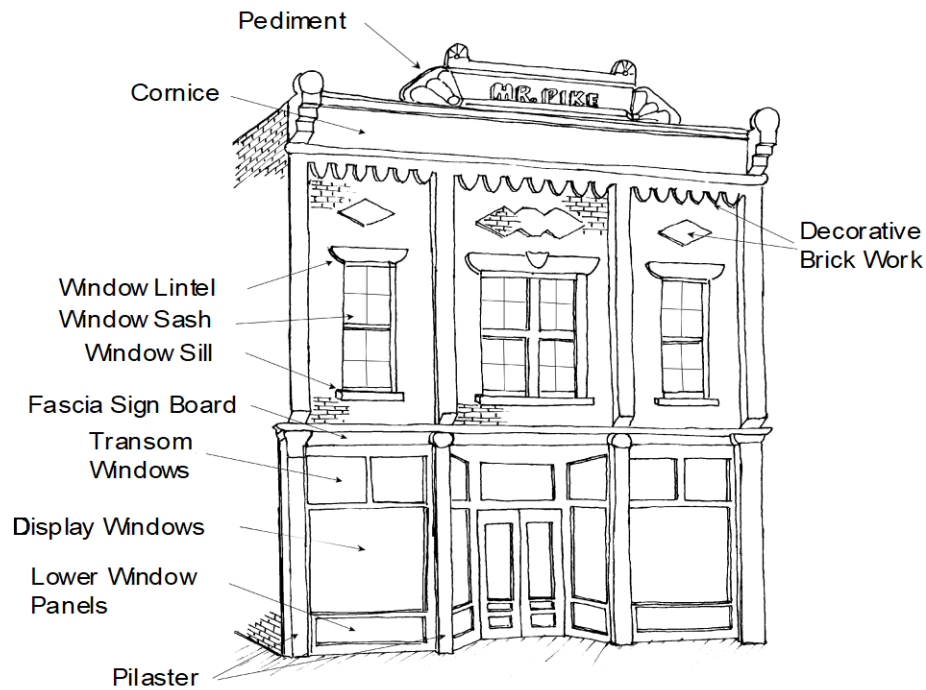 Pediment
MR. PIKE
Cornice
Decorative
Brick Work
Window Lintel
Window Sash
Window Sill
Fascia Sign Board
Transom
Windows
Display Windows
Lower Window
Panels
Pilaster